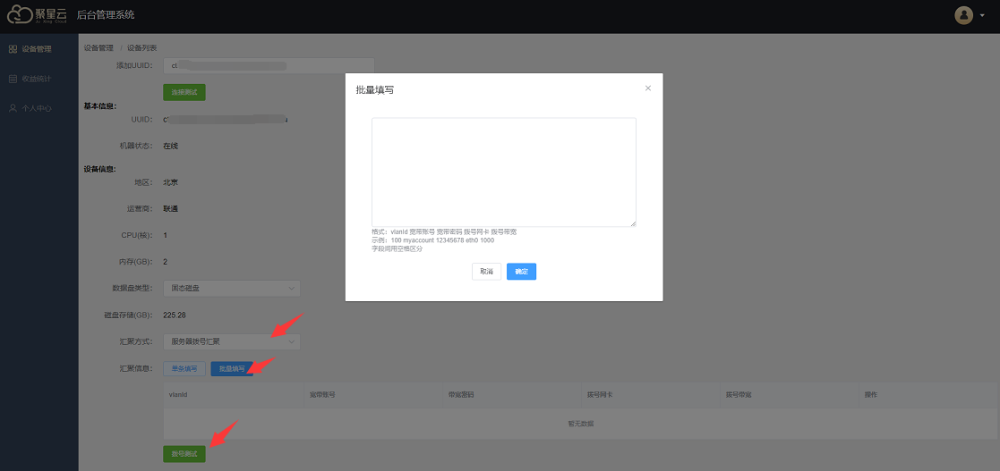 聚星云
Ju Xing Cloud
后台管理系统
设备管理
收益统计
个人中心
设备管理 / 设备列表
添加UUID:
cl
连接测试
基本信息:
UUID:
机器状态: 在线
设备信息:
地区: 北京
运营商: 联通
CPU(核): 1
内存(GB): 2
数据盘类型: 固态磁盘
磁盘存储(GB): 225.28
汇聚方式: 服务器拨号汇聚
汇聚信息: 单条填写 批量填写
vlanId 宽带账号 带宽密码 拨号网卡 拨号带宽 操作
暂无数据
拨号测试
批量填写
格式: vlanId 宽带账号 宽带密码 拨号网卡 拨号带宽
示例: 100 myaccount 12345678 eth0 1000
字段间用空格区分
取消 确定